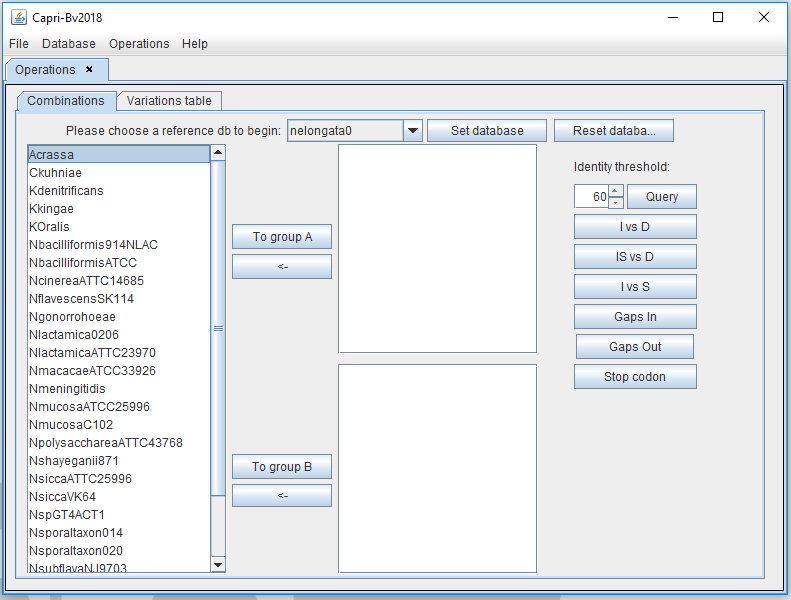 Capri-Bv2018
File Database Operations Help
Operations
Combinations Variations table
Please choose a reference db to begin: nelongata0 Set database Reset databa...
Acrassa
Ckuhniae
Kdenitrificans
Kkingae
KOralis
Nbacilliformis914NLAC
NbacilliformisATCC
NcinereaATTC14685
NflavescensSK114
Ngonorrohoeae
Nlactamica0206
NlactamicaATTC23970
NmacacaeATCC33926
Nmeningitidis
NmucosaATCC25996
NmucosaC102
NpolysacchareaATTC43768
Nshayeganii871
NsiccaATTC25996
NsiccaVK64
NspGT4ACT1
Nsporaltaxon014
Nsporaltaxon020
NsubflavaNJ9703
To group A
<-
To group B
<-
Identity threshold:
60 Query
I vs D
IS vs D
I vs S
Gaps In
Gaps Out
Stop codon